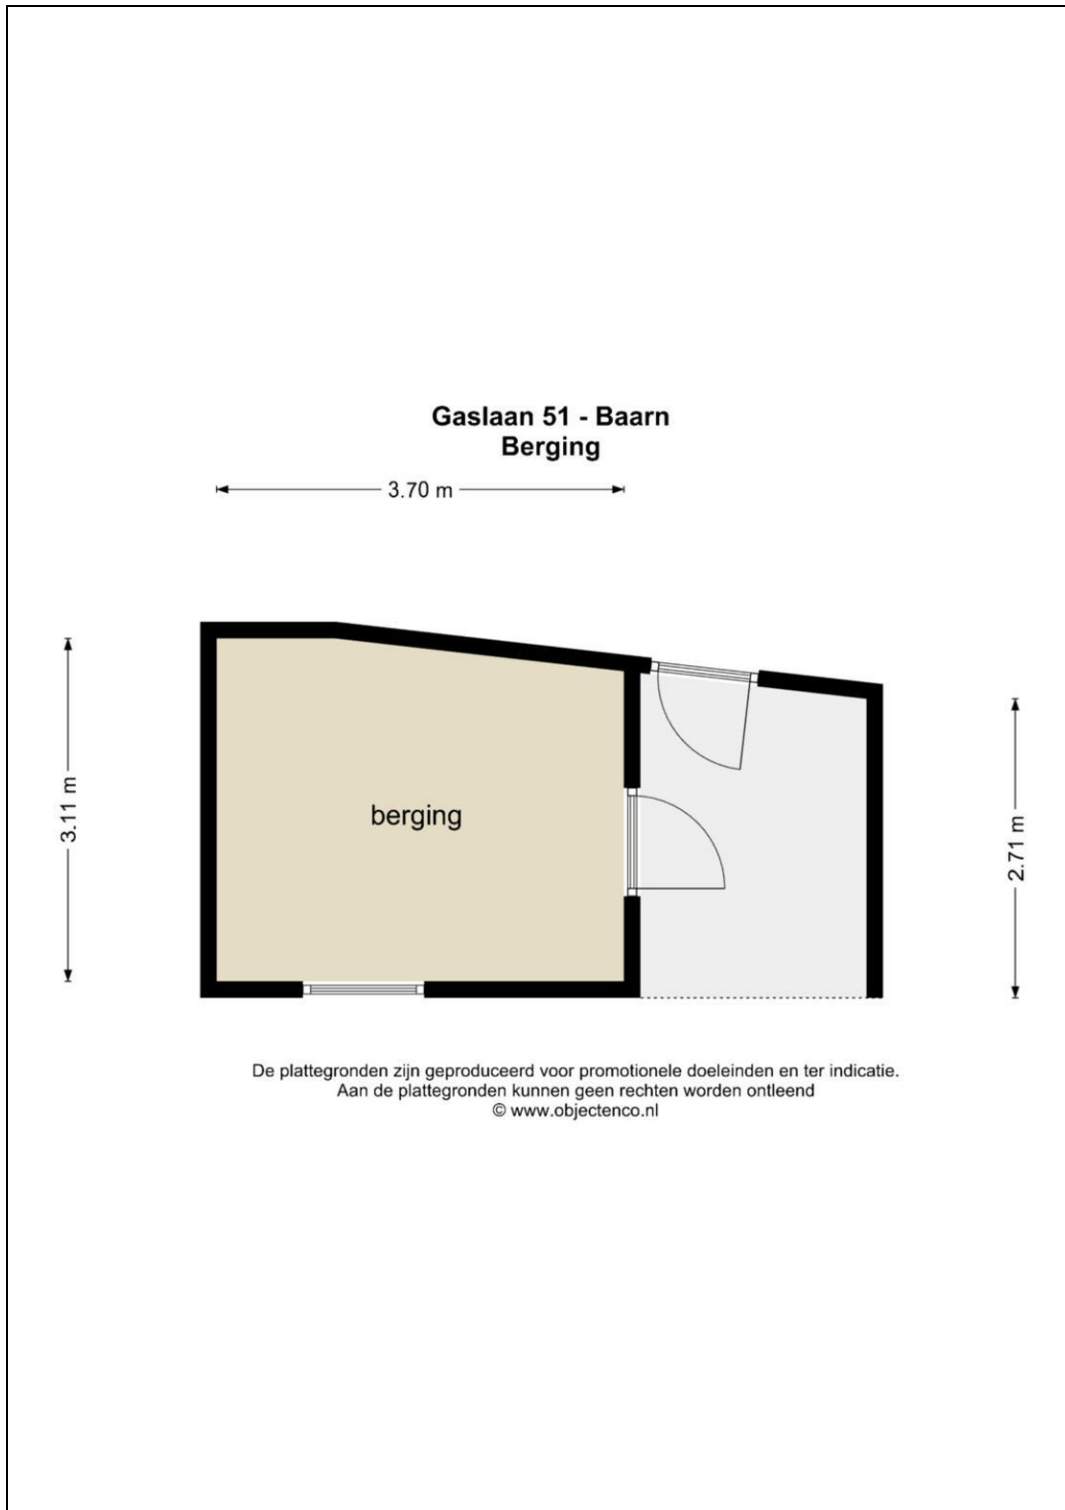 Gaslaan 51 - Baarn
Berging
3.70 m
3.11 m
berging
2.71 m
De plattegronden zijn geproduceerd voor promotionele doeleinden en ter indicatie.
Aan de plattegronden kunnen geen rechten worden ontleend
© www.objectenco.nl